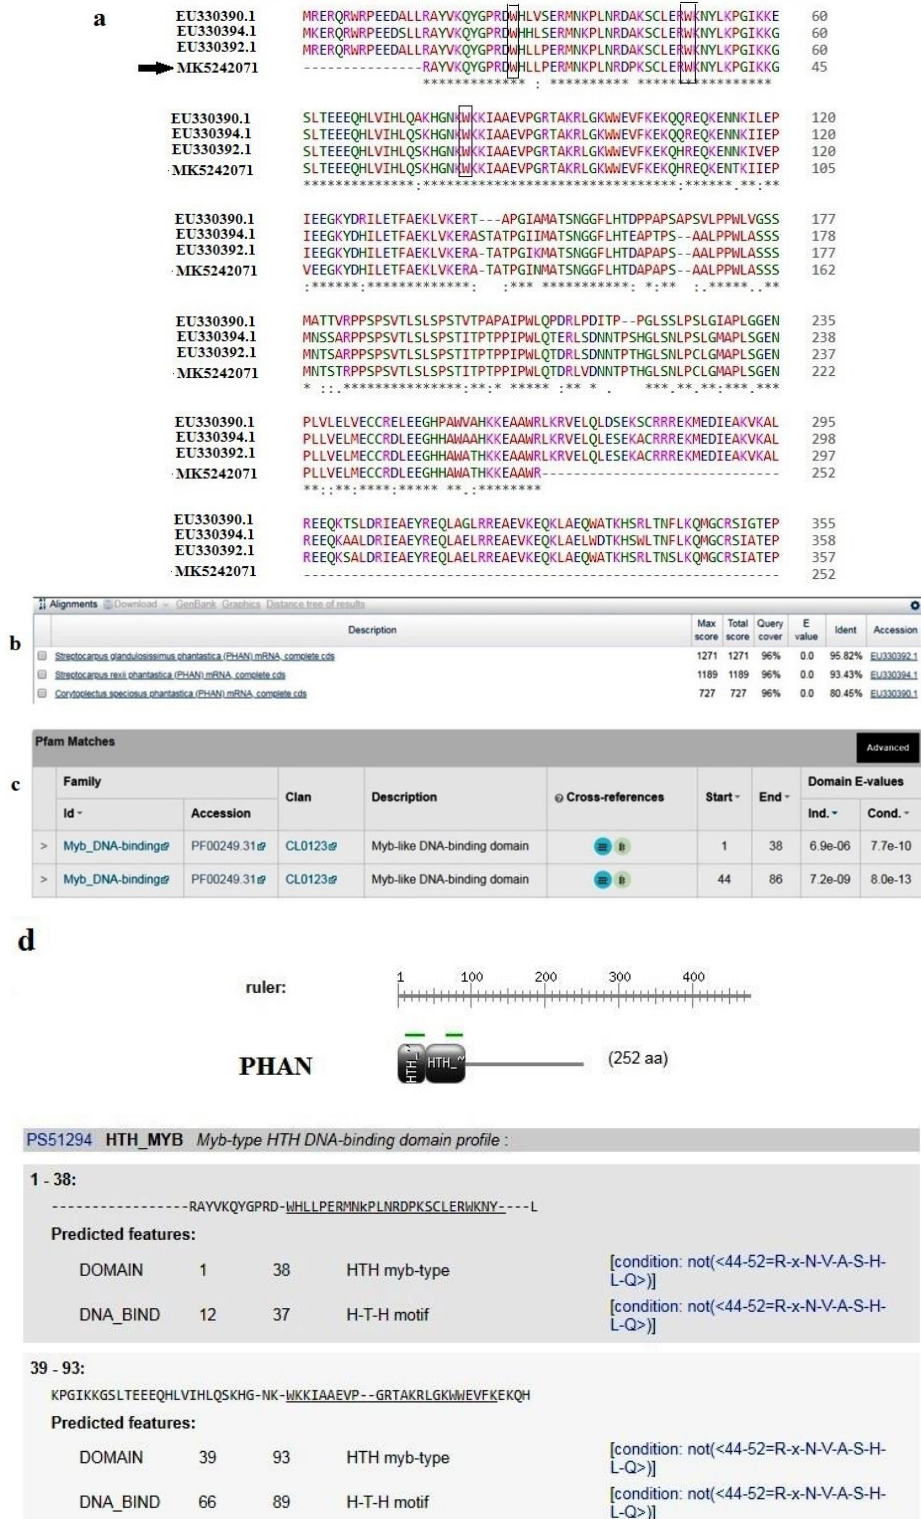 a
EU330390.1 MRERQRWRPEEDALLRAYVKQYGPRDWHLVSERMNKPLNRDAKSCLERWKNYLKPGIKKE 60
EU330394.1 MKERQRWRPEEDSLLRAYVKQYGPRDWHHLSERMNKPLNRDAKSCLERWKNYLKPGIKKG 60
EU330392.1 MRERQRWRPEEDALLRAYVKQYGPRDWHLLPERMNKPLNRDAKSCLERWKNYLKPGIKKG 60
MK5242071 ---------------RAYVKQYGPRDWHLLPERMNKPLNRDPKSCLERWKNYLKPGIKKG 45
EU330390.1 SLTEEEQHLVIHLQAKHGNKWKKIAAEVPGRTAKRLGKWWEVFKEKQQREQKENNKILEP 120
EU330394.1 SLTEEEQHLVIHLQSKHGNKWKKIAAEVPGRTAKRLGKWWEVFKEKQQREQKENNKIIEP 120
EU330392.1 SLTEEEQHLVIHLQSKHGNKWKKIAAEVPGRTAKRLGKWWEVFKEKQHREQKENNKIVEP 120
MK5242071 SLTEEEQHLVIHLQSKHGNKWKKIAAEVPGRTAKRLGKWWEVFKEKQHREQKENTKIIEP 105
EU330390.1 IEEGKYDRILETFAEKLVKERT---APGIAMATSNGGFLHTDPPAPSAPSVLPPWLVGSS 177
EU330394.1 IEEGKYDHILETFAEKLVKERASTATPGIIMATSNGGFLHTEAPTPS--AALPPWLASSS 178
EU330392.1 IEEGKYDHILETFAEKLVKERA-TATPGIKMATSNGGFLHTDAPAPS--AALPPWLASSS 177
MK5242071 VEEGKYDHILETFAEKLVKERA-TATPGINMATSNGGFLHTDAPAPS--AALPPWLASSS 162
EU330390.1 MATTVRPPSPSVTLSLSPSTVTPAPAIPWLQPDRLPDITP--PGLSSLPSLGIAPLGGEN 235
EU330394.1 MNSSARPPSPSVTLSLSPSTITPTPPIPWLQTERLSDNNTPSHGLSNLPSLGMAPLSGEN 238
EU330392.1 MNTSARPPSPSVTLSLSPSTITPTPPIPWLQTDRLSDNNTPTHGLSNLPCLGMAPLSGEN 237
MK5242071 MNTSTRPPSPSVTLSLSPSTITPTPPIPWLQTDRLVDNNTPTHGLSNLPCLGMAPLSGEN 222
EU330390.1 PLVLELVECCRELEEGHPAWVAHKKEAAWRLKRVELQLDSEKSCRRREKMEDIEAKVKAL 295
EU330394.1 PLLVELMECCRDLEEGHHAWAAHKKEAAWRLKRVELQLESEKACRRREKMEDIEAKVKAL 298
EU330392.1 PLLVELMECCRDLEEGHHAWATHKKEAAWRLKRVELQLESEKACRRREKMEDIEAKVKAL 297
MK5242071 PLLVELMECCRDLEEGHHAWATHKKEAAWR------------------------------ 252
EU330390.1 REEQKTSLDRIEAEYREQLAGLRREAEVKEQKLAEQWATKHSRLTNFLKQMGCRSIGTEP 355
EU330394.1 REEQKAALDRIEAEYREQLAELRREAEVKEQKLAELWDTKHSWLTNFLKQMGCRSIATEP 358
EU330392.1 REEQKSALDRIEAEYREQLAELRREAEVKEQKLAEQWATKHSRLTNSLKQMGCRSIATEP 357
MK5242071 ------------------------------------------------------------ 252
Alignments Download GenBank Graphics Distance tree of results
b
Description Max score Total score Query cover E value Ident Accession
Streptocarpus glandulosissimus phantastica (PHAN) mRNA, complete cds 1271 1271 96% 0.0 95.82% EU330392.1
Streptocarpus rexii phantastica (PHAN) mRNA, complete cds 1189 1189 96% 0.0 93.43% EU330394.1
Corytoplectus speciosus phantastica (PHAN) mRNA, complete cds 727 727 96% 0.0 80.45% EU330390.1
c
Pfam Matches Advanced
Family Clan Description Cross-references Start End Domain E-values
Id Accession Ind. Cond.
> Myb_DNA-binding PF00249.31 CL0123 Myb-like DNA-binding domain 1 38 6.9e-06 7.7e-10
> Myb_DNA-binding PF00249.31 CL0123 Myb-like DNA-binding domain 44 86 7.2e-09 8.0e-13
d
ruler: 1 100 200 300 400
PHAN HTH_~ HTH_~ (252 aa)
PS51294 HTH_MYB Myb-type HTH DNA-binding domain profile :
1 - 38:
-----------------RAYVKQYGPRD-WHLLPERMNkPLNRDPKSCLERWKNY----L
Predicted features:
DOMAIN 1 38 HTH myb-type [condition: not(<44-52=R-x-N-V-A-S-H-
L-Q>)]
DNA_BIND 12 37 H-T-H motif [condition: not(<44-52=R-x-N-V-A-S-H-
L-Q>)]
39 - 93:
KPGIKKGSLTEEEQHLVIHLQSKHG-NK-WKKIAAEVP--GRTAKRLGKWWEVFKEKQH
Predicted features:
DOMAIN 39 93 HTH myb-type [condition: not(<44-52=R-x-N-V-A-S-H-
L-Q>)]
DNA_BIND 66 89 H-T-H motif [condition: not(<44-52=R-x-N-V-A-S-H-
L-Q>)]